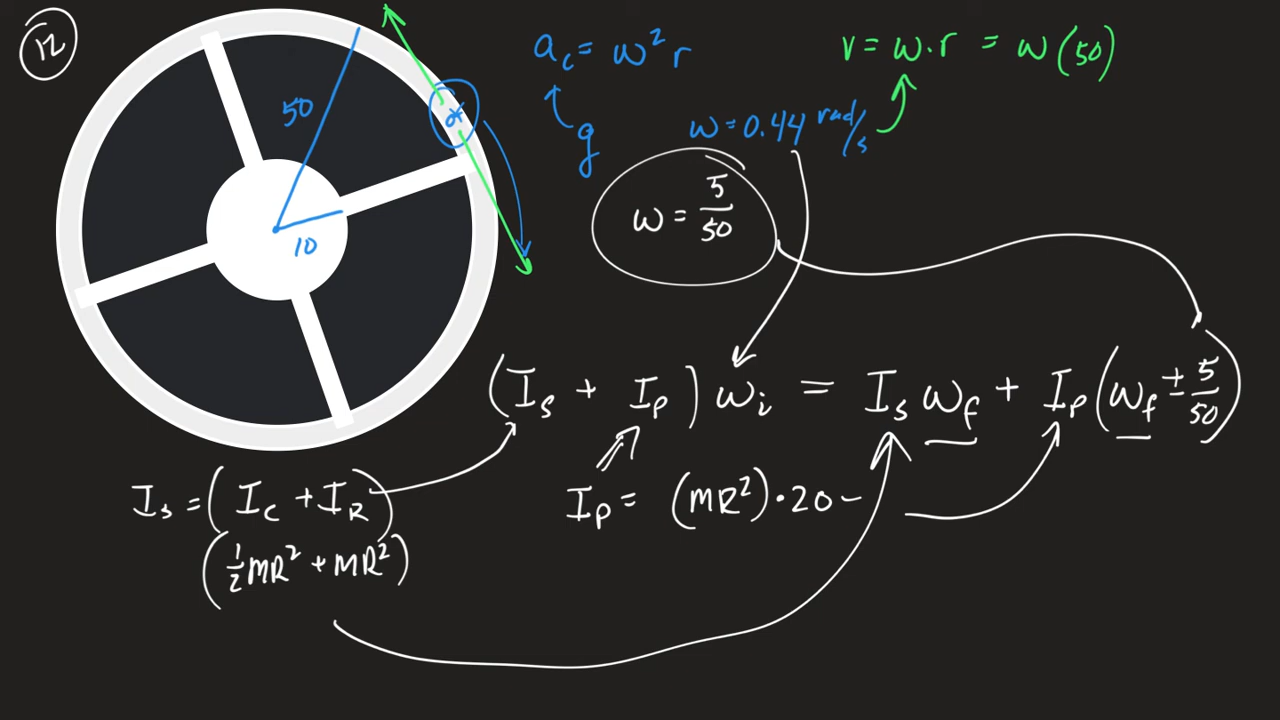 12
50
10
a_c = ω² r
g
v = ω · r = ω(50)
ω = 0.44 rad/s
ω = 5/50
(I_s + I_p) ω_i = I_s ω_f + I_p (ω_f ± 5/50)
I_s = (I_C + I_R)
(½MR² + MR²)
I_p = (MR²) · 20